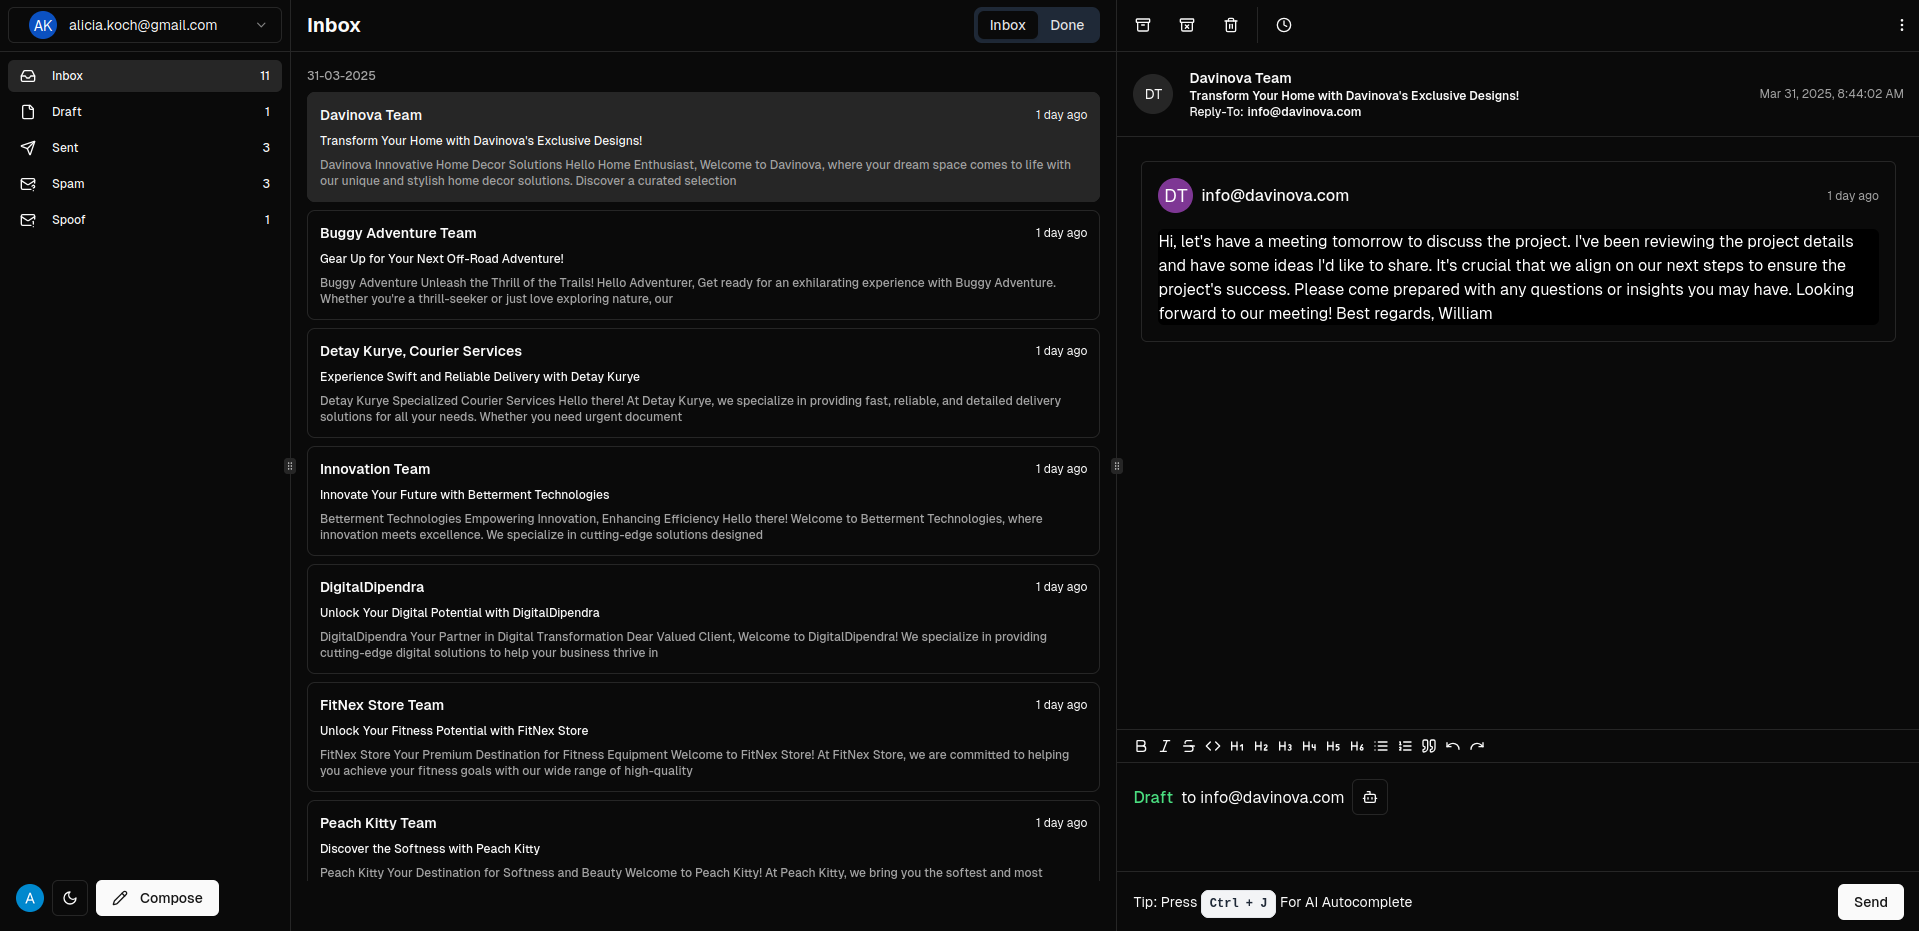 AK alicia.koch@gmail.com
Inbox 11
Draft 1
Sent 3
Spam 3
Spoof 1
A
Compose
Inbox
Inbox Done
31-03-2025
Davinova Team 1 day ago
Transform Your Home with Davinova's Exclusive Designs!
Davinova Innovative Home Decor Solutions Hello Home Enthusiast, Welcome to Davinova, where your dream space comes to life with
our unique and stylish home decor solutions. Discover a curated selection
Buggy Adventure Team 1 day ago
Gear Up for Your Next Off-Road Adventure!
Buggy Adventure Unleash the Thrill of the Trails! Hello Adventurer, Get ready for an exhilarating experience with Buggy Adventure.
Whether you're a thrill-seeker or just love exploring nature, our
Detay Kurye, Courier Services 1 day ago
Experience Swift and Reliable Delivery with Detay Kurye
Detay Kurye Specialized Courier Services Hello there! At Detay Kurye, we specialize in providing fast, reliable, and detailed delivery
solutions for all your needs. Whether you need urgent document
Innovation Team 1 day ago
Innovate Your Future with Betterment Technologies
Betterment Technologies Empowering Innovation, Enhancing Efficiency Hello there! Welcome to Betterment Technologies, where
innovation meets excellence. We specialize in cutting-edge solutions designed
DigitalDipendra 1 day ago
Unlock Your Digital Potential with DigitalDipendra
DigitalDipendra Your Partner in Digital Transformation Dear Valued Client, Welcome to DigitalDipendra! We specialize in providing
cutting-edge digital solutions to help your business thrive in
FitNex Store Team 1 day ago
Unlock Your Fitness Potential with FitNex Store
FitNex Store Your Premium Destination for Fitness Equipment Welcome to FitNex Store! At FitNex Store, we are committed to helping
you achieve your fitness goals with our wide range of high-quality
Peach Kitty Team 1 day ago
Discover the Softness with Peach Kitty
Peach Kitty Your Destination for Softness and Beauty Welcome to Peach Kitty! At Peach Kitty, we bring you the softest and most
DT
Davinova Team
Transform Your Home with Davinova's Exclusive Designs!
Reply-To: info@davinova.com
Mar 31, 2025, 8:44:02 AM
DT info@davinova.com 1 day ago
Hi, let's have a meeting tomorrow to discuss the project. I've been reviewing the project details
and have some ideas I'd like to share. It's crucial that we align on our next steps to ensure the
project's success. Please come prepared with any questions or insights you may have. Looking
forward to our meeting! Best regards, William
H1 H2 H3 H4 H5 H6
Draft to info@davinova.com
Tip: Press Ctrl + J For AI Autocomplete
Send